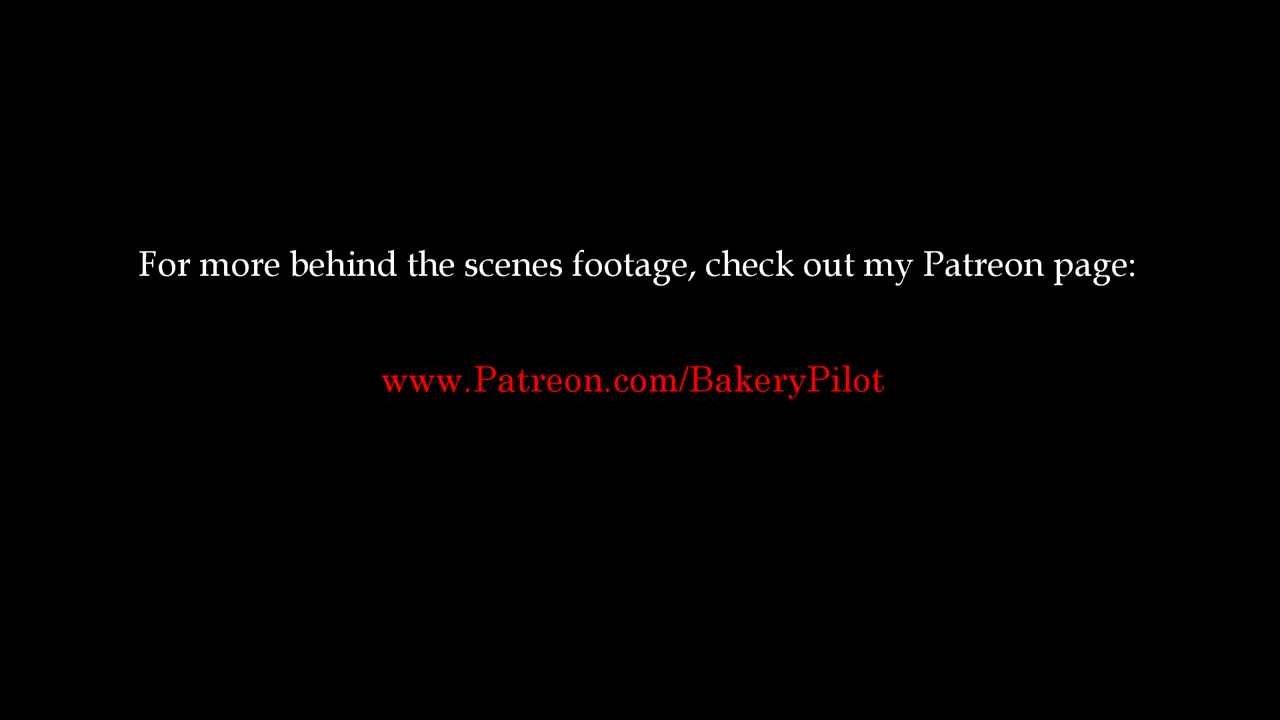 For more behind the scenes footage, check out my Patreon page:
www.Patreon.com/BakeryPilot